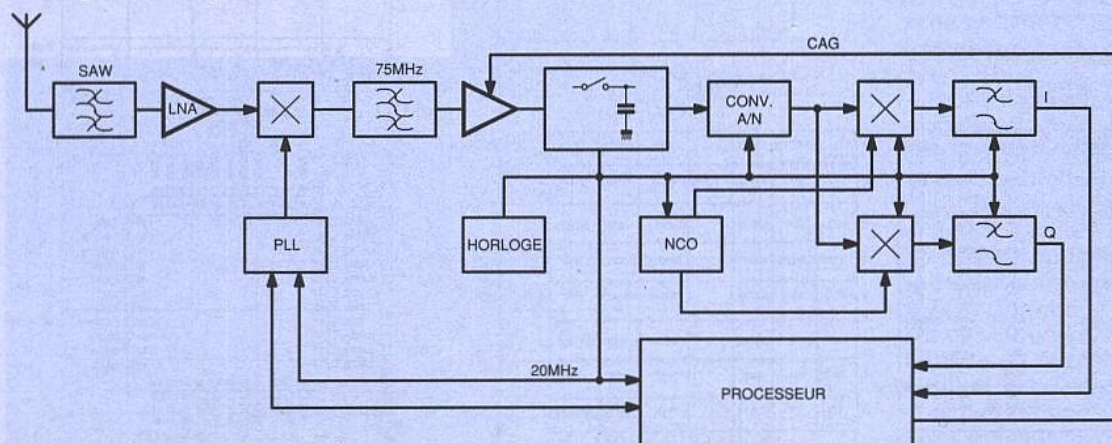 CAG
SAW
75MHz
LNA
CONV.
A/N
I
PLL
HORLOGE
NCO
Q
20MHz
PROCESSEUR